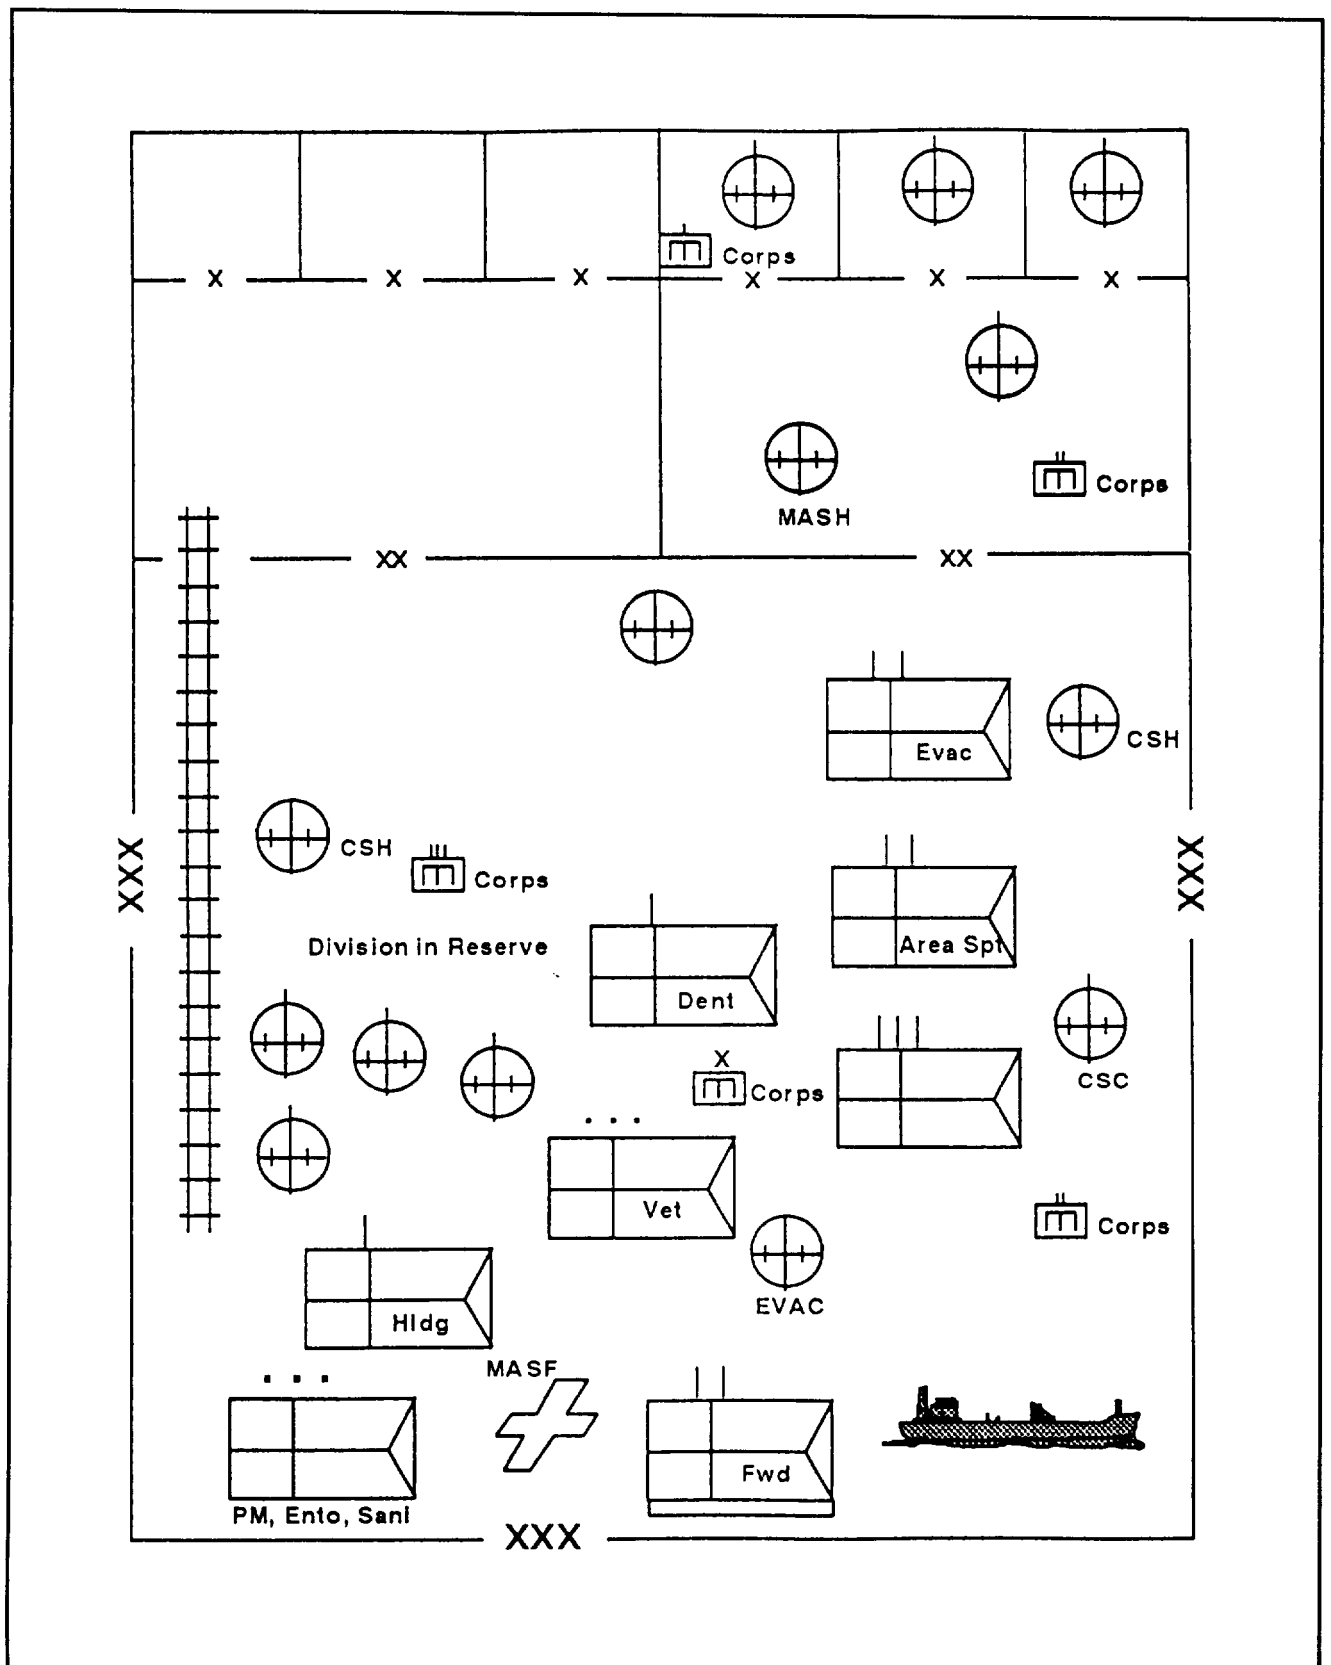 Corps
X X X X X X
Corps
MASH
XX XX
Evac
CSH
CSH
Corps
XXX
XXX
Area Spt
Division in Reserve
Dent
CSC
X
Corps
Vet
Corps
EVAC
Hldg
MASF
Fwd
PM, Ento, Sani
XXX